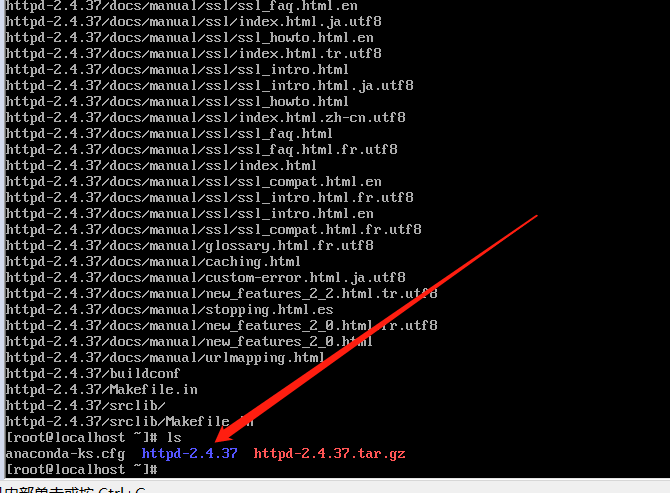 httpd-2.4.37/docs/manual/ssl/ssl_faq.html.en
httpd-2.4.37/docs/manual/ssl/index.html.ja.utf8
httpd-2.4.37/docs/manual/ssl/ssl_howto.html.en
httpd-2.4.37/docs/manual/ssl/index.html.tr.utf8
httpd-2.4.37/docs/manual/ssl/ssl_intro.html
httpd-2.4.37/docs/manual/ssl/ssl_intro.html.ja.utf8
httpd-2.4.37/docs/manual/ssl/ssl_howto.html
httpd-2.4.37/docs/manual/ssl/index.html.zh-cn.utf8
httpd-2.4.37/docs/manual/ssl/ssl_faq.html
httpd-2.4.37/docs/manual/ssl/ssl_faq.html.fr.utf8
httpd-2.4.37/docs/manual/ssl/index.html
httpd-2.4.37/docs/manual/ssl/ssl_compat.html.en
httpd-2.4.37/docs/manual/ssl/ssl_intro.html.fr.utf8
httpd-2.4.37/docs/manual/ssl/ssl_intro.html.en
httpd-2.4.37/docs/manual/ssl/ssl_compat.html.fr.utf8
httpd-2.4.37/docs/manual/glossary.html.fr.utf8
httpd-2.4.37/docs/manual/caching.html
httpd-2.4.37/docs/manual/custom-error.html.ja.utf8
httpd-2.4.37/docs/manual/new_features_2_2.html.tr.utf8
httpd-2.4.37/docs/manual/stopping.html.es
httpd-2.4.37/docs/manual/new_features_2_0.html.fr.utf8
httpd-2.4.37/docs/manual/new_features_2_0.html
httpd-2.4.37/docs/manual/urlmapping.html
httpd-2.4.37/buildconf
httpd-2.4.37/Makefile.in
httpd-2.4.37/srclib/
httpd-2.4.37/srclib/Makefile.in
[root@localhost ~]# ls
anaconda-ks.cfg httpd-2.4.37 httpd-2.4.37.tar.gz
[root@localhost ~]#